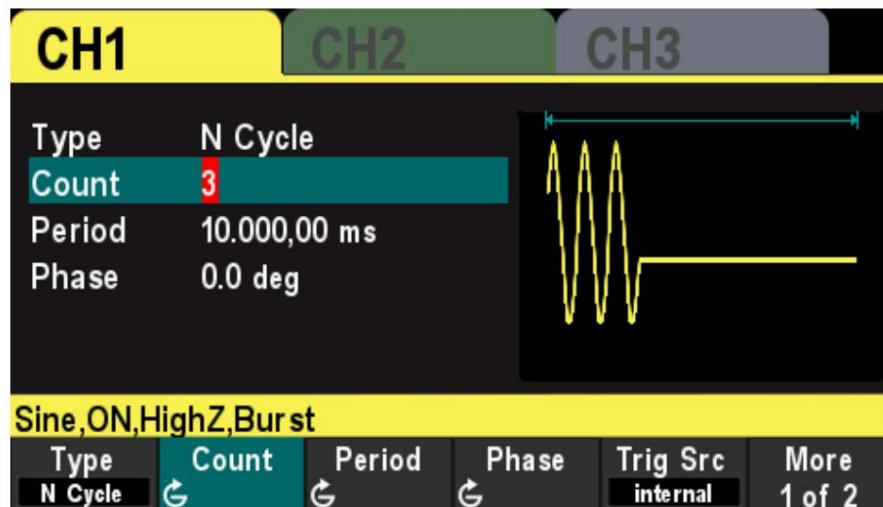 CH1 CH2 CH3
Type N Cycle
Count 3
Period 10.000,00 ms
Phase 0.0 deg
Sine,ON,HighZ,Burst
Type Count Period Phase Trig Src More
N Cycle internal 1 of 2